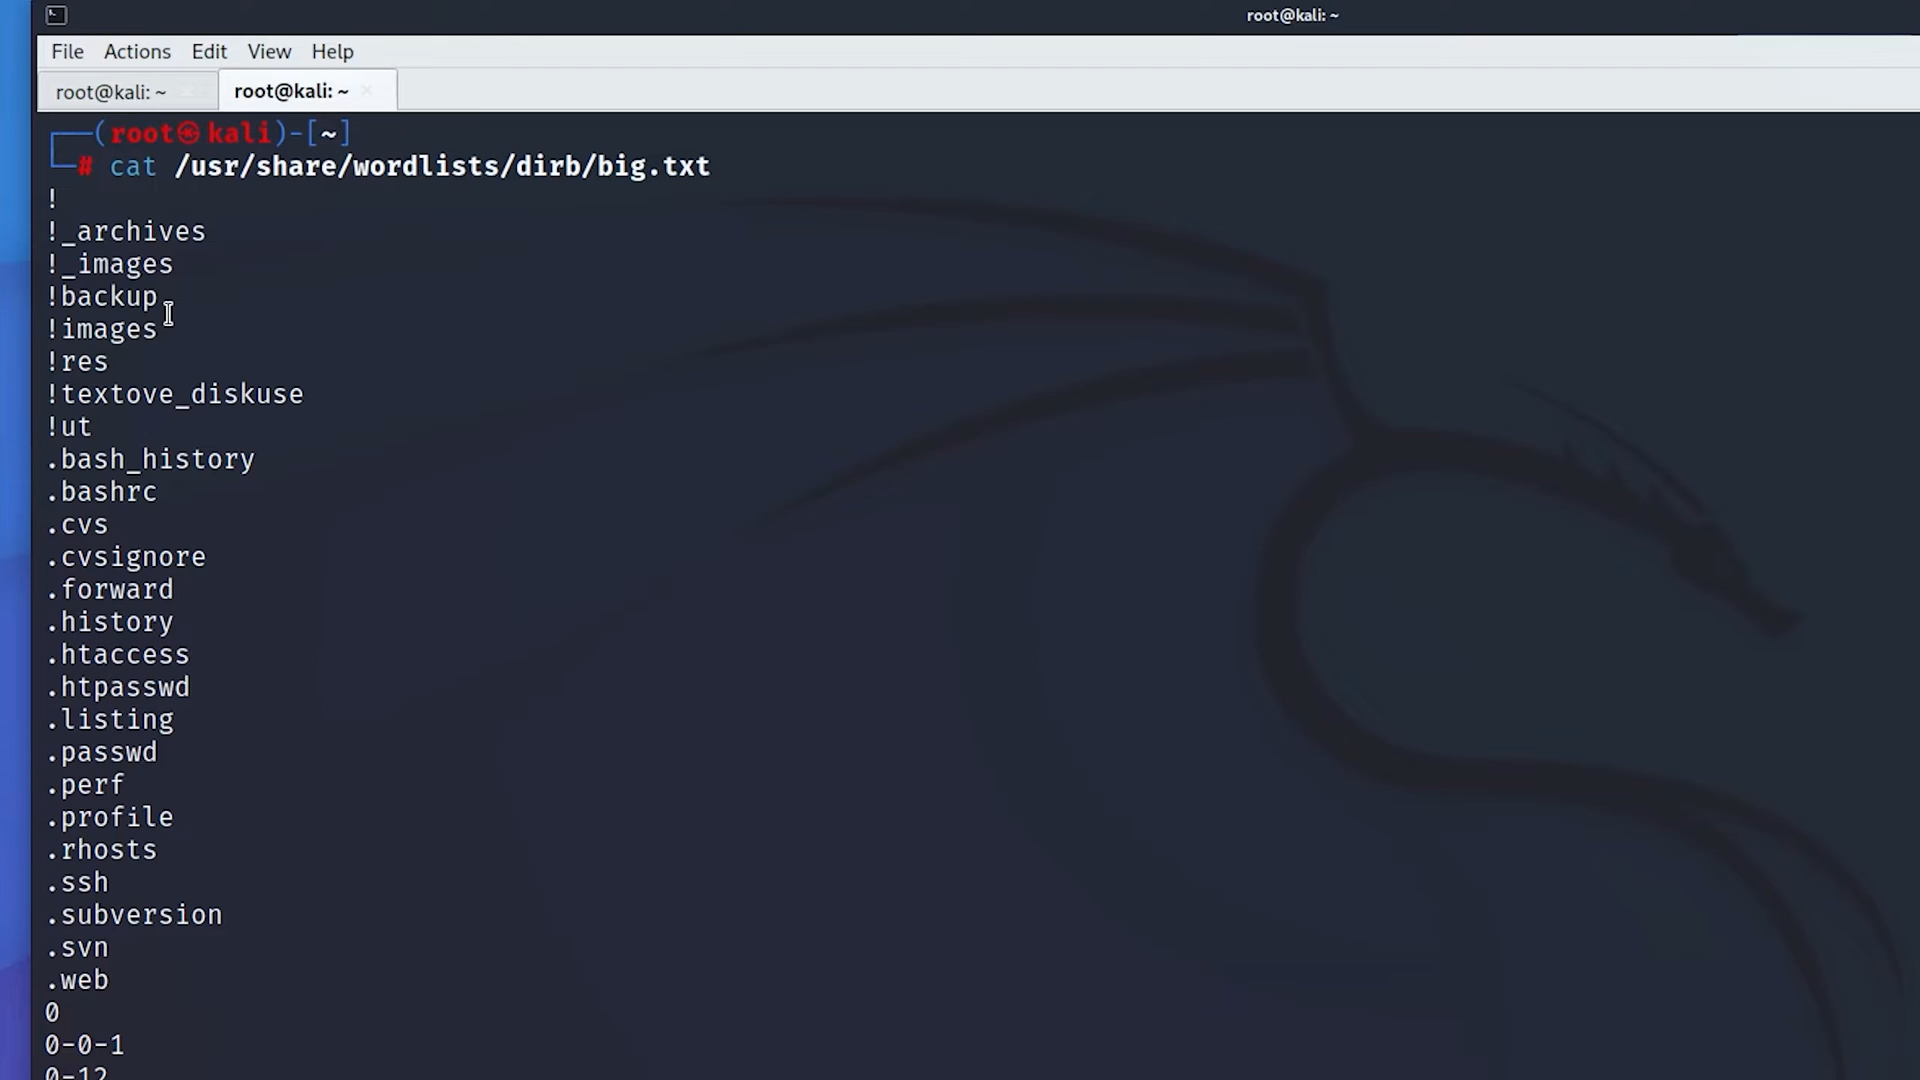 root@kali: ~
File Actions Edit View Help
root@kali: ~ root@kali: ~
(root㉿kali)-[~]
# cat /usr/share/wordlists/dirb/big.txt
!
!_archives
!_images
!backup
!images
!res
!textove_diskuse
!ut
.bash_history
.bashrc
.cvs
.cvsignore
.forward
.history
.htaccess
.htpasswd
.listing
.passwd
.perf
.profile
.rhosts
.ssh
.subversion
.svn
.web
0
0-0-1
0-12